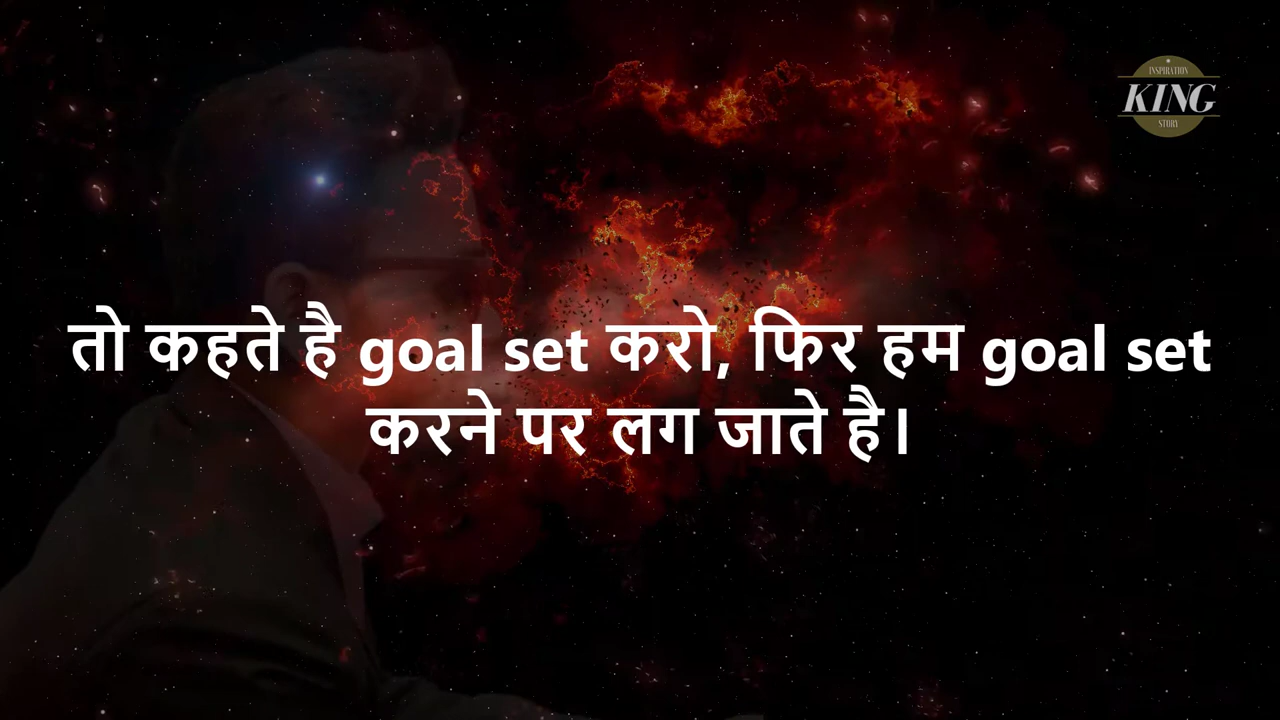 INSPIRATION
KING
STORY
तो कहते है goal set करो, फिर हम goal set
करने पर लग जाते है।